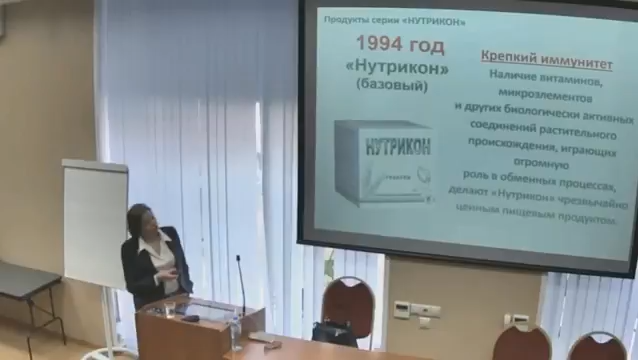 Продукты серии «НУТРИКОН»
1994 год
«Нутрикон»
(базовый)
НУТРИКОН
Крепкий иммунитет
Наличие витаминов,
микроэлементов
и других биологически активных
соединений растительного
происхождения, играющих
огромную
роль в обменных процессах,
делают «Нутрикон» чрезвычайно
ценным пищевым продуктом.